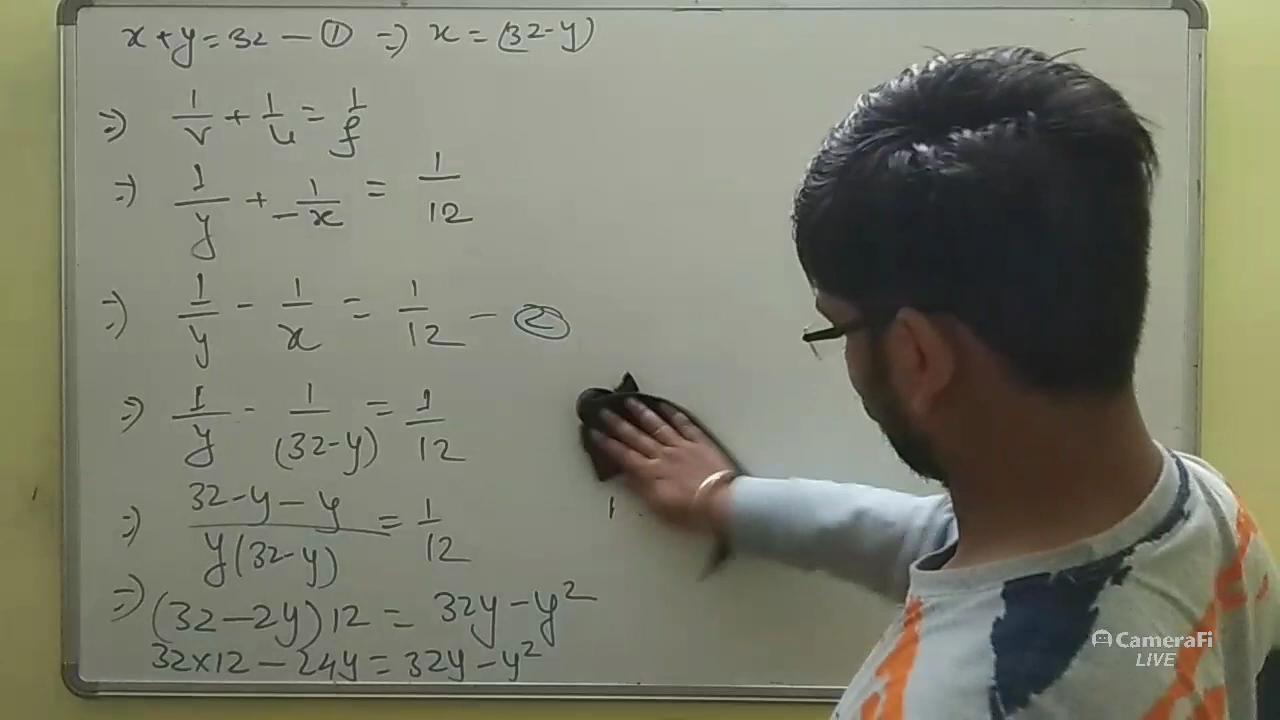 x + y = 32 — ① ⇒ x = (32-y)
⇒ 1/v + 1/u = 1/f
⇒ 1/y + 1/-x = 1/12
⇒ 1/y - 1/x = 1/12 — ②
⇒ 1/y - 1/(32-y) = 1/12
⇒ 32-y-y/y(32-y) = 1/12
⇒ (32-2y)12 = 32y-y²
32×12-24y = 32y-y²
CameraFi
LIVE